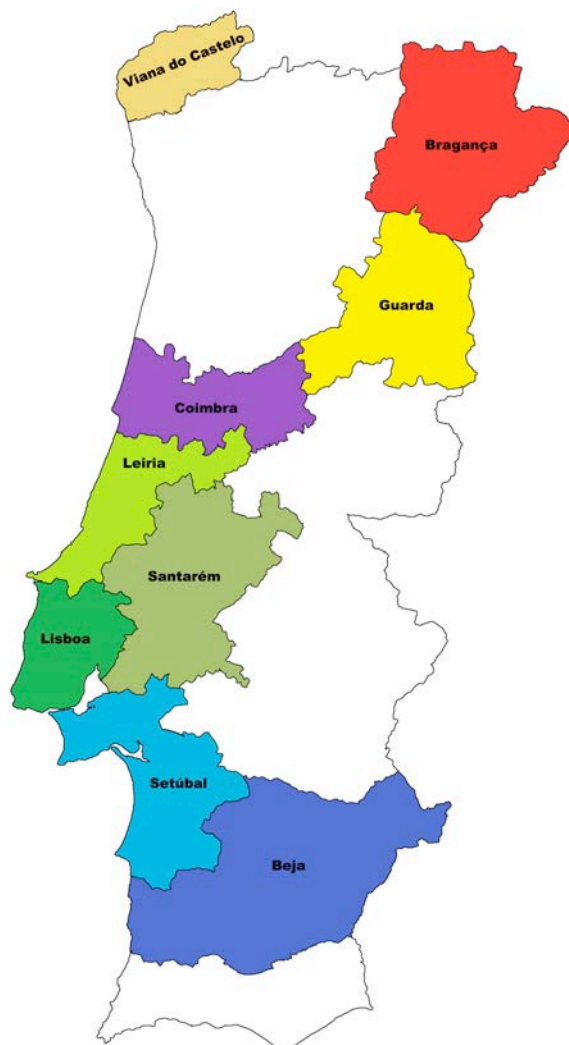 Viana do Castelo
Bragança
Guarda
Coimbra
Leiria
Santarém
Lisboa
Setúbal
Beja